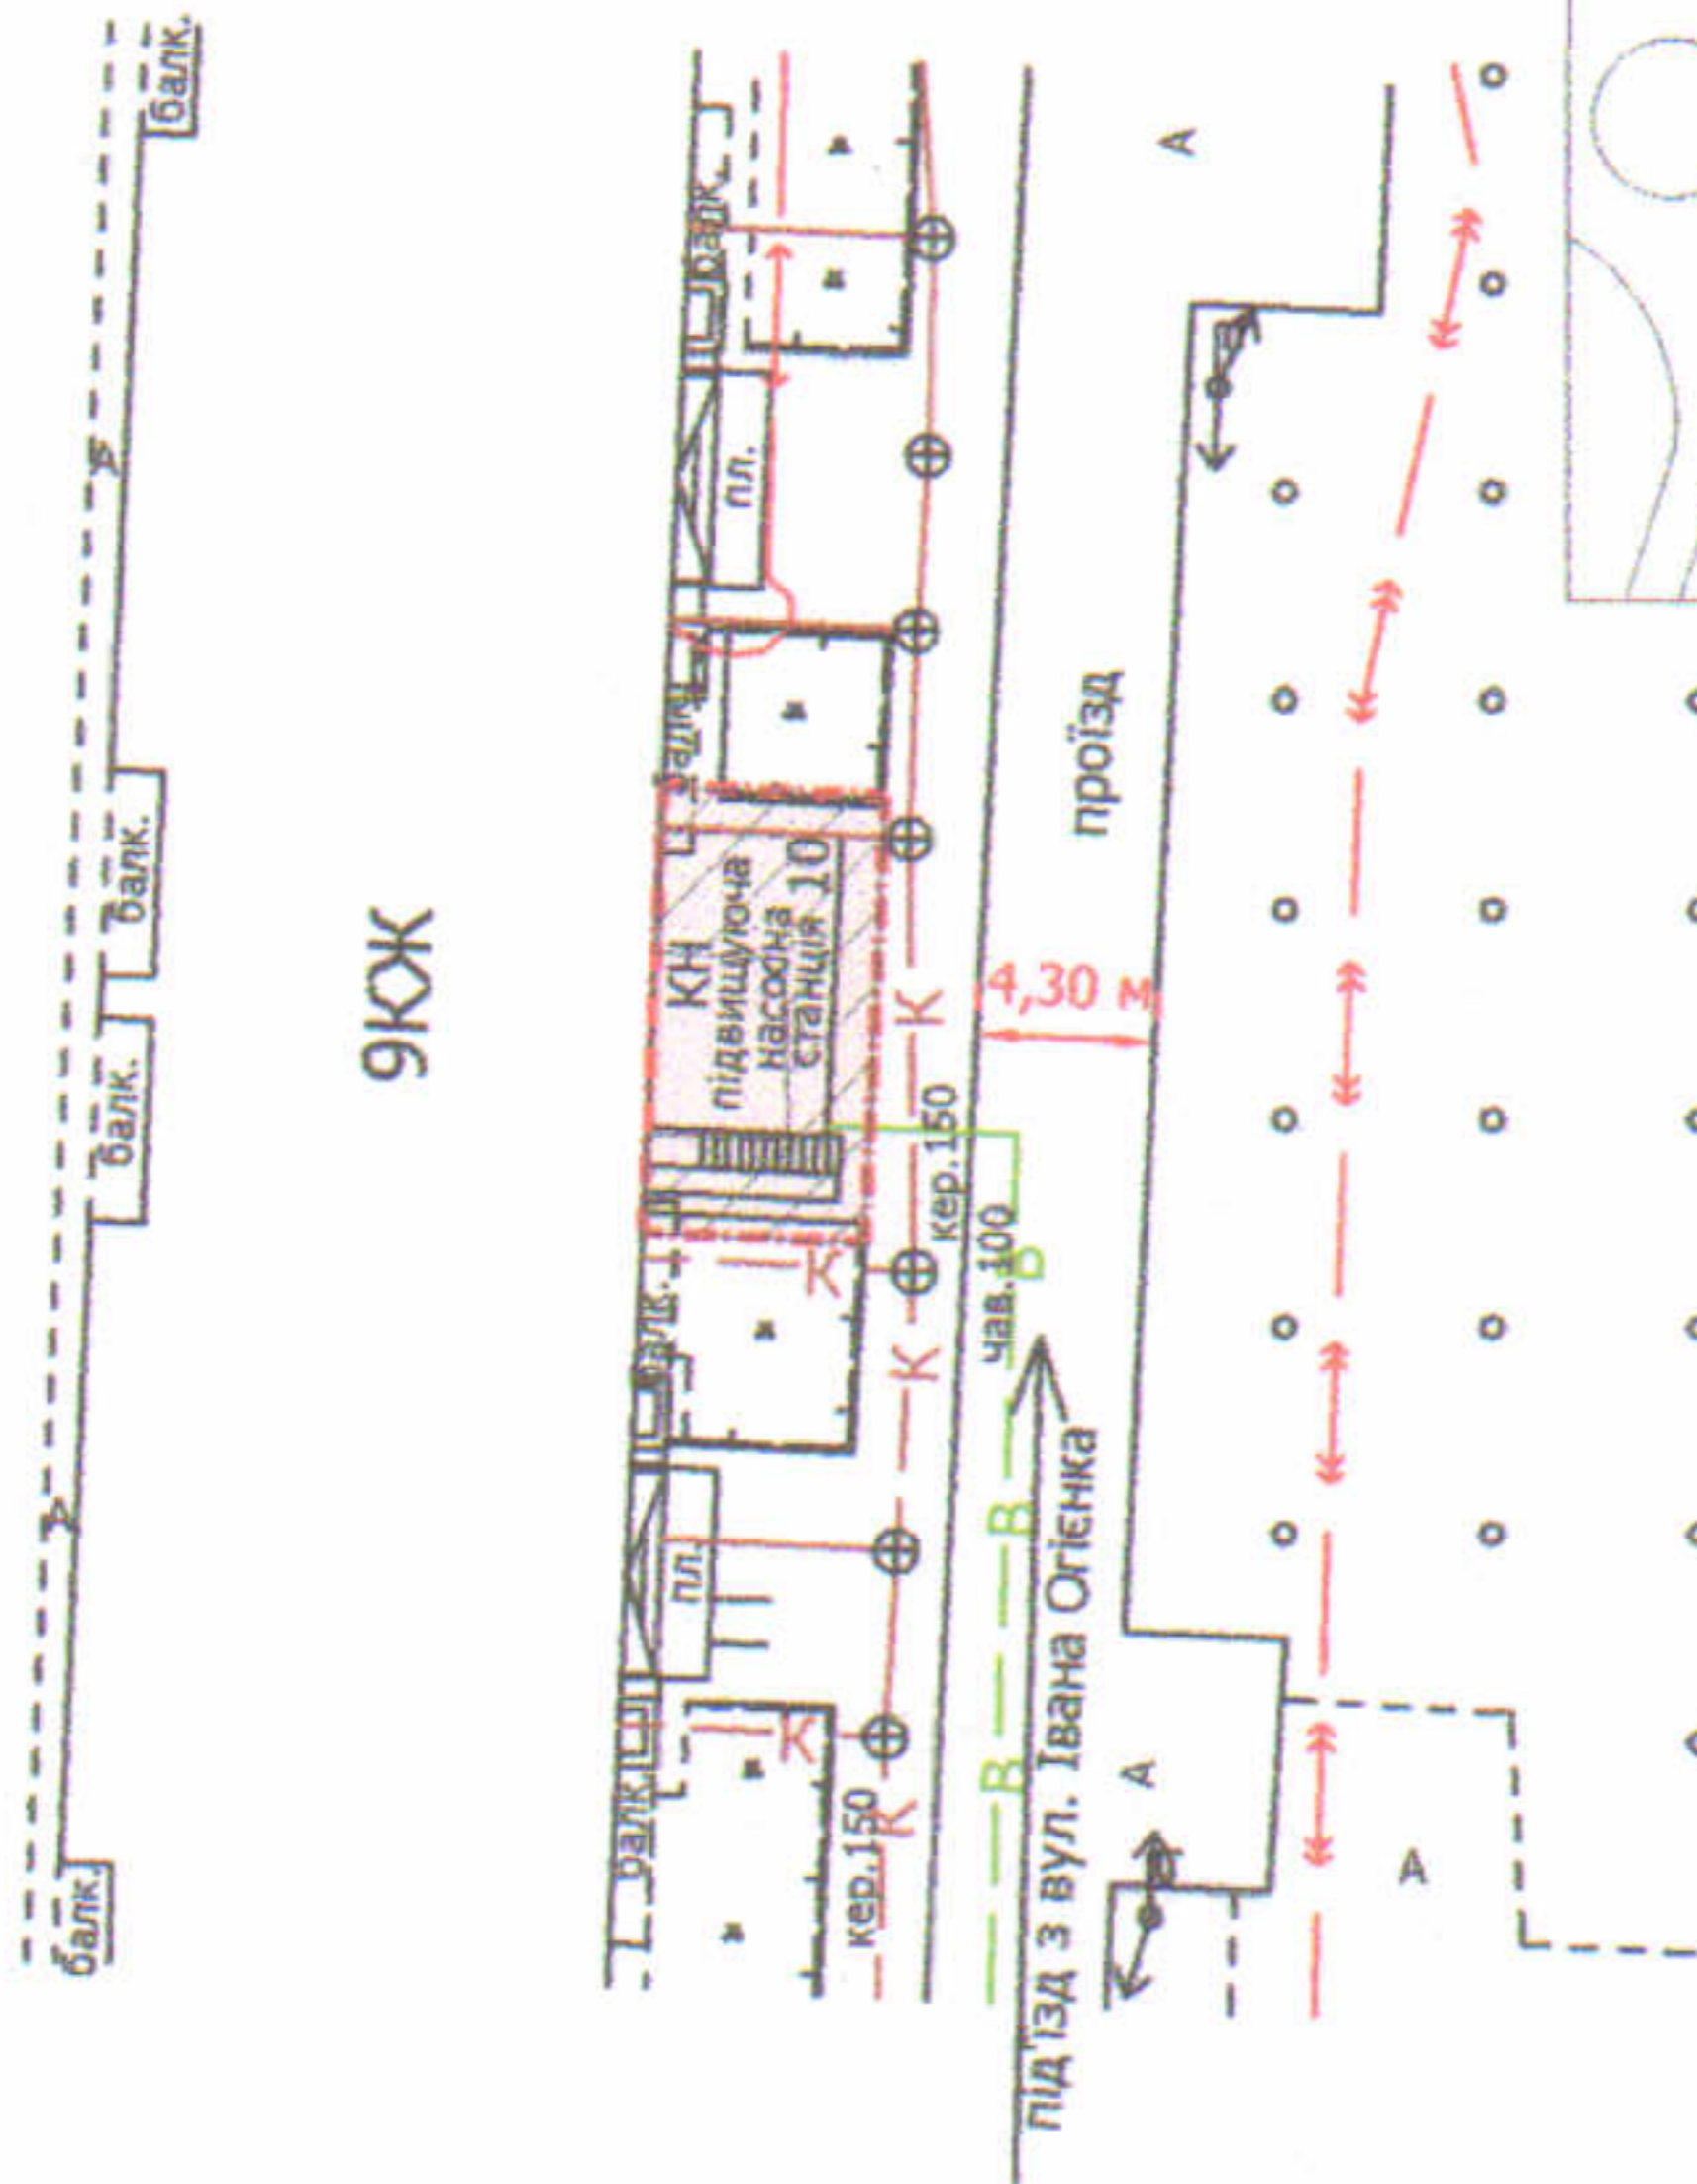 балк.
балк.
балк.
балк.
9КЖ
балк.
балк.
балк.
балк.
пл.
пл.
КН
підвищуюча
насосна
станція 10
К
К
К
К
К
кер.150
кер.150
чав.100
В
В
В
4,30 м
проїзд
під'їзд з вул. Івана Огієнка
А
А
А